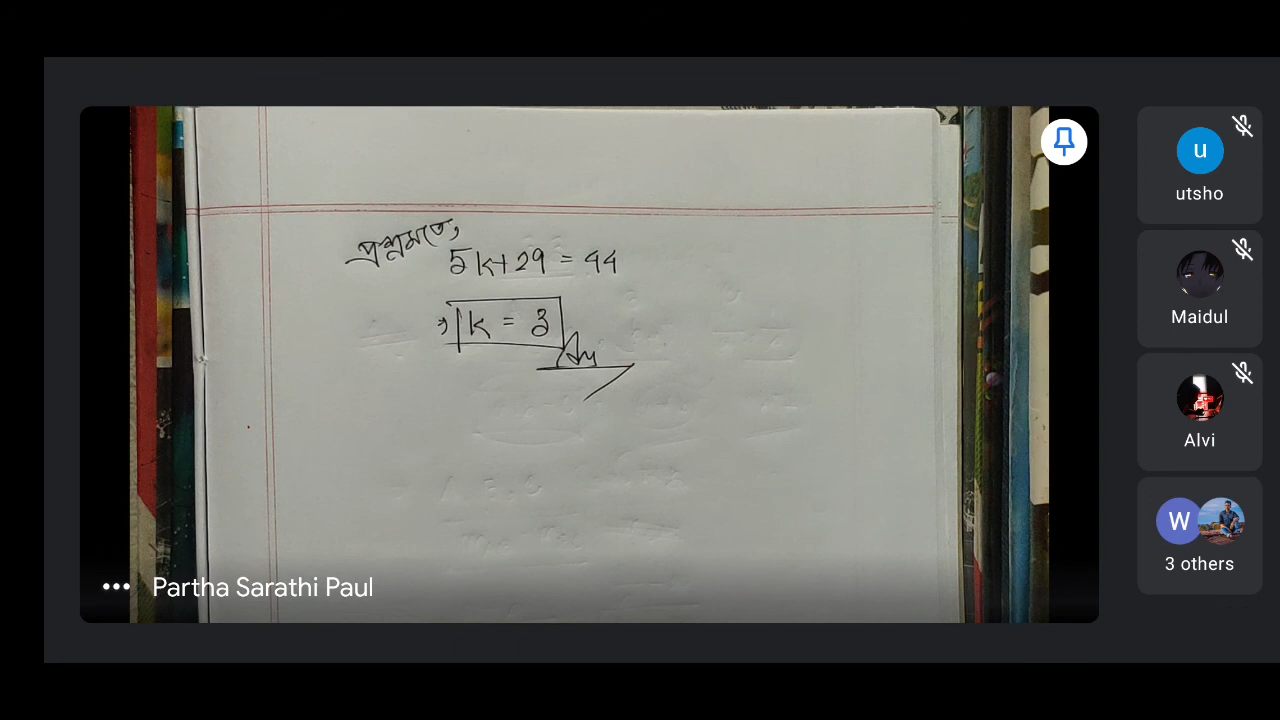 প্রশ্নমতে,
5k+29 = 44
k = 3
Ans
Partha Sarathi Paul
u
utsho
Maidul
Alvi
W
3 others